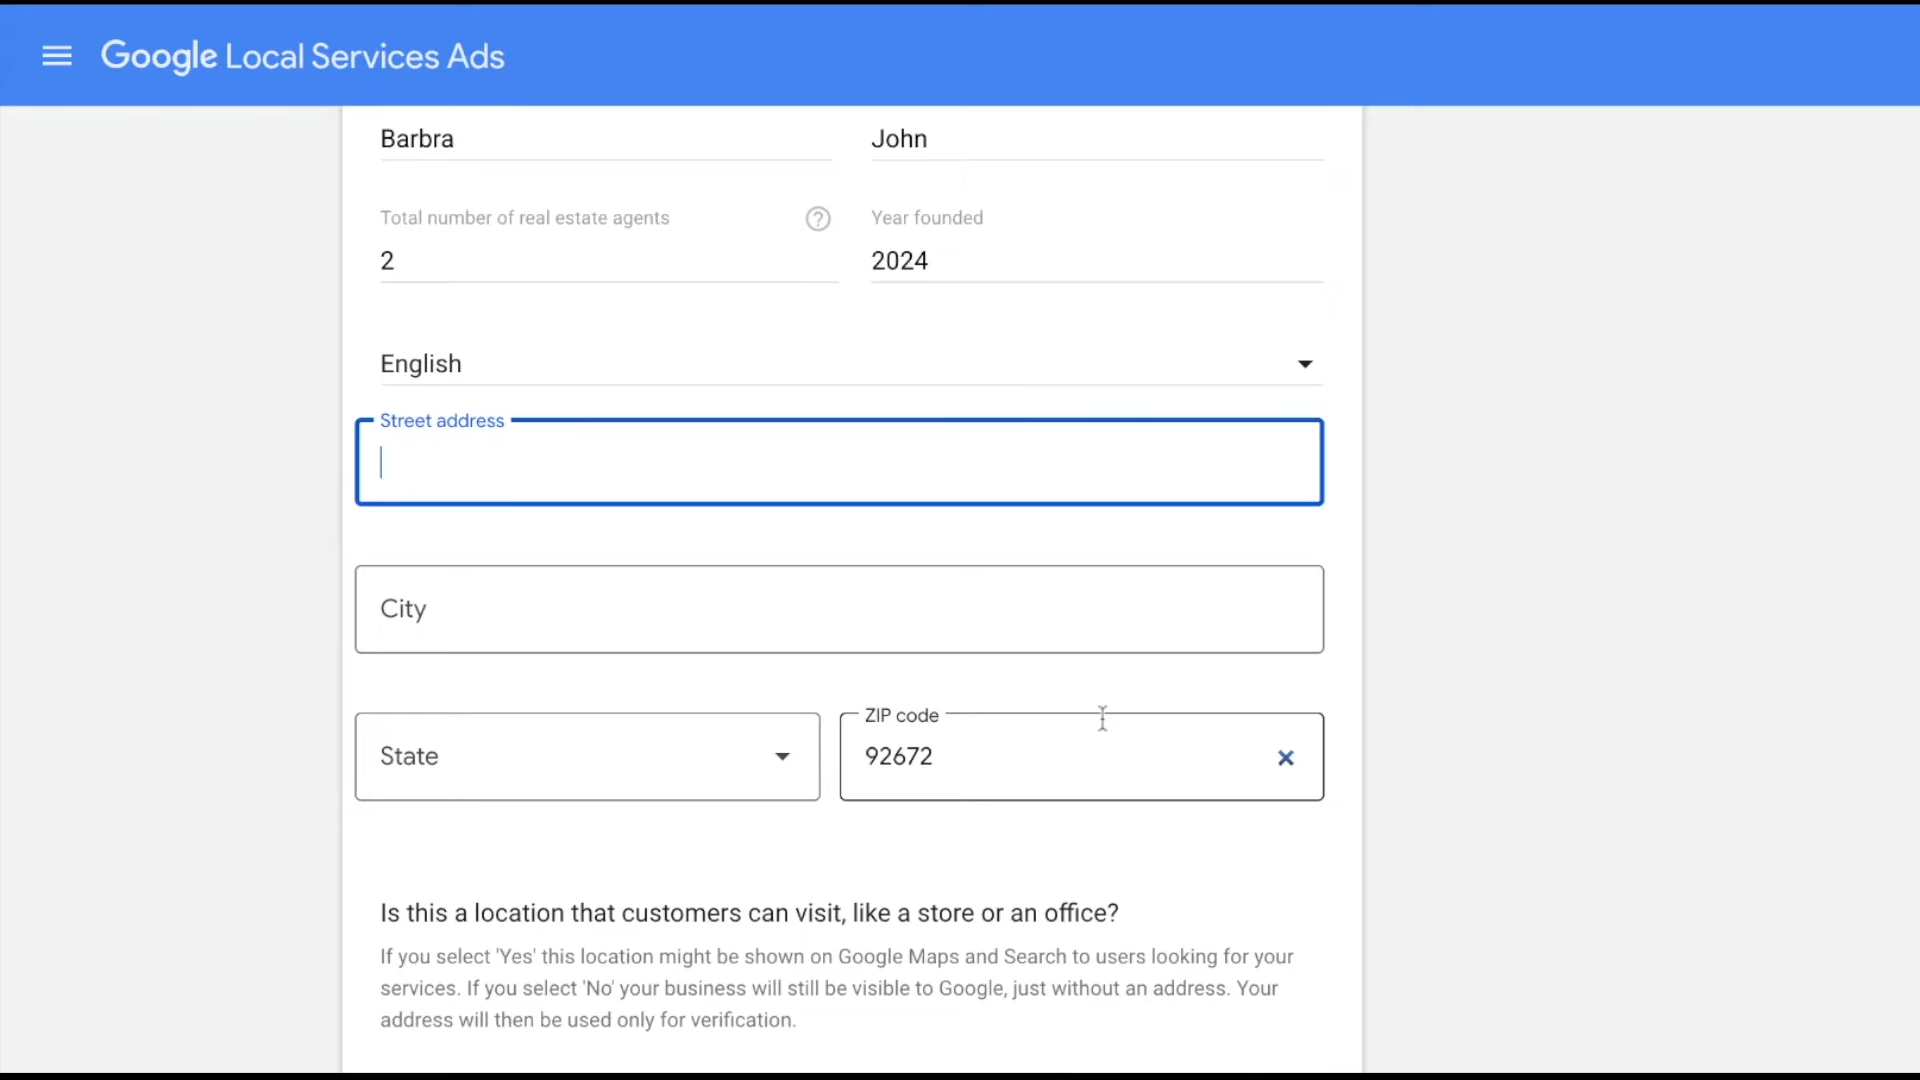 Google Local Services Ads
Barbra
John
Total number of real estate agents
Year founded
2
2024
English
Street address
City
ZIP code
State
92672
Is this a location that customers can visit, like a store or an office?
If you select 'Yes' this location might be shown on Google Maps and Search to users looking for your
services. If you select 'No' your business will still be visible to Google, just without an address. Your
address will then be used only for verification.